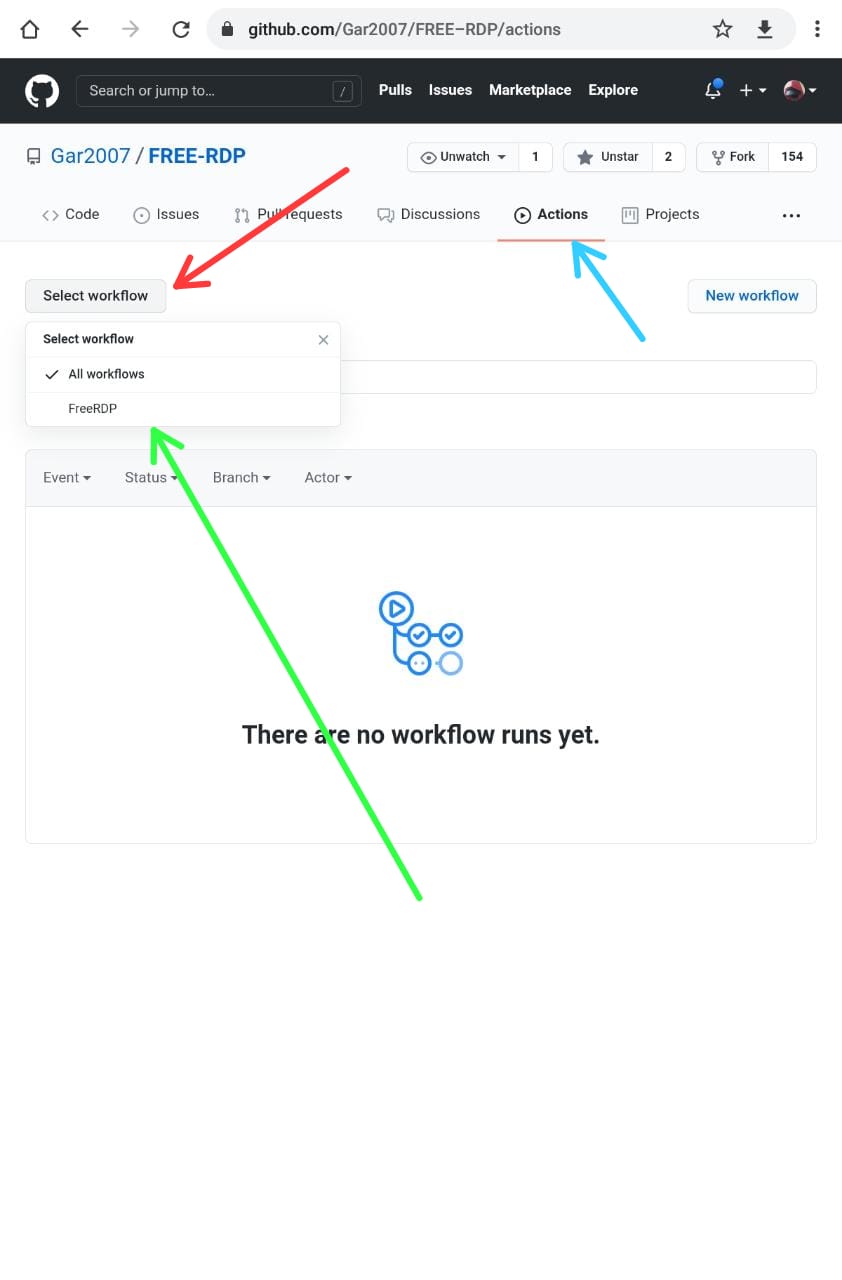 github.com/Gar2007/FREE-RDP/actions
Search or jump to… / Pulls Issues Marketplace Explore
Gar2007 / FREE-RDP Unwatch 1 Unstar 2 Fork 154
Code Issues Pull requests Discussions Actions Projects
Select workflow New workflow
Select workflow
All workflows
FreeRDP
Event Status Branch Actor
There are no workflow runs yet.